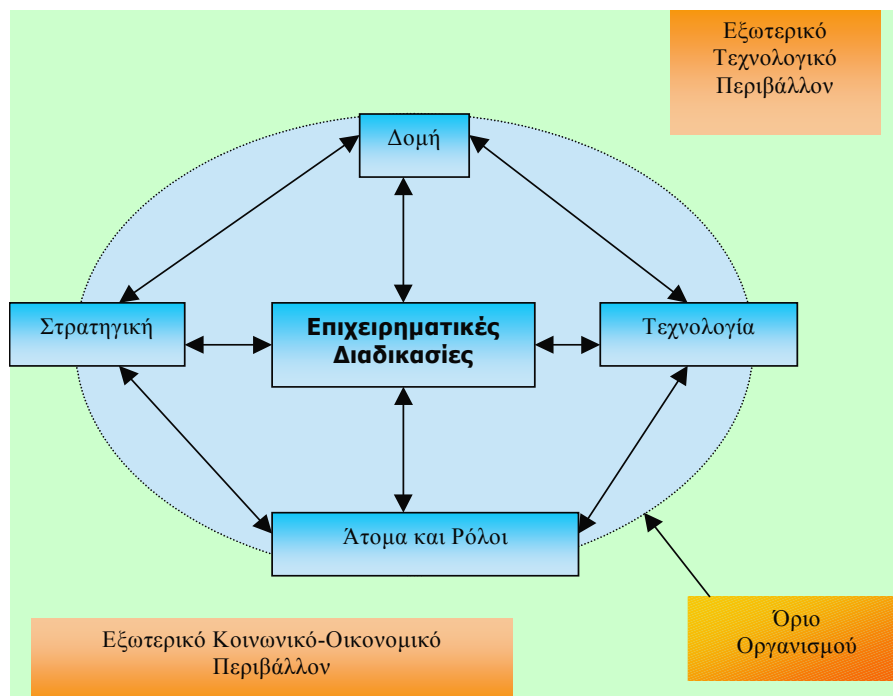 Εξωτερικό
Τεχνολογικό
Περιβάλλον
Δομή
Στρατηγική
Επιχειρηματικές
Διαδικασίες
Τεχνολογία
Άτομα και Ρόλοι
Όριο
Οργανισμού
Εξωτερικό Κοινωνικό-Οικονομικό
Περιβάλλον